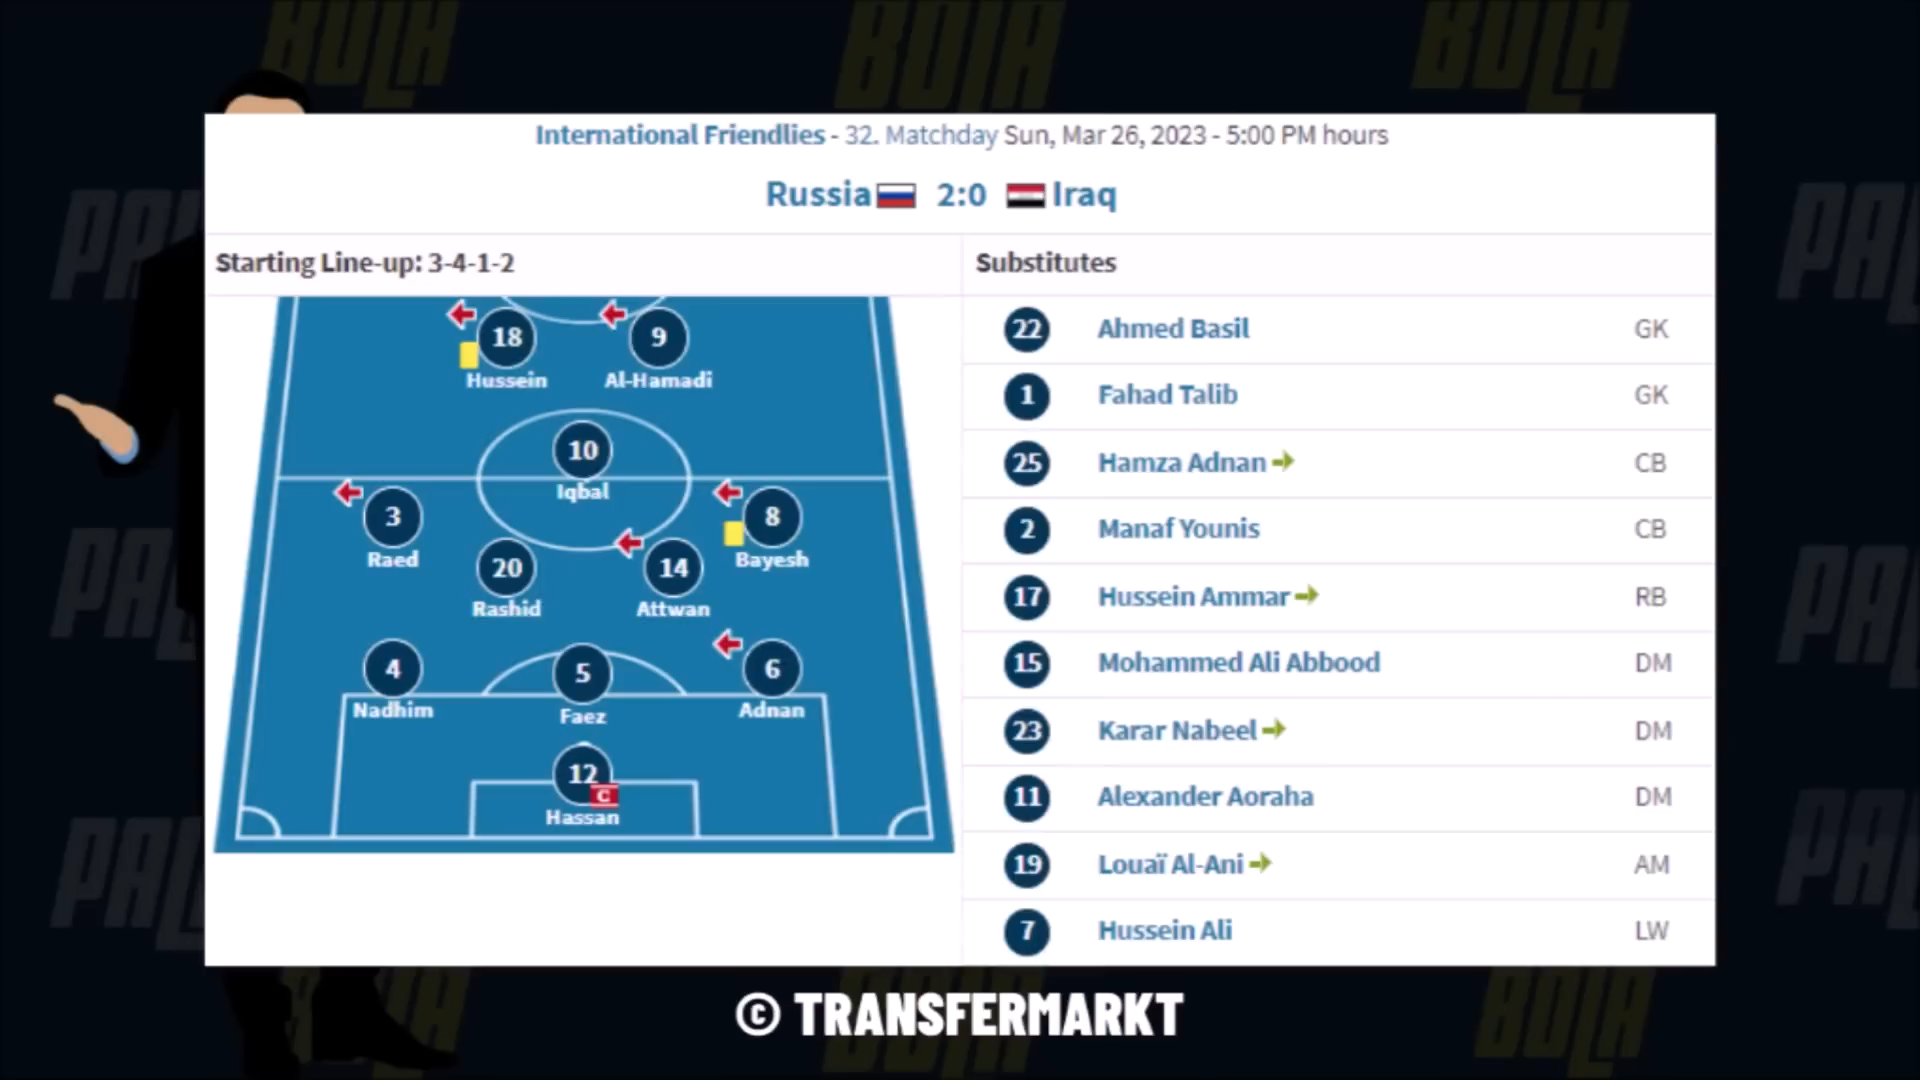 BOLA BOLA BOLA
International Friendlies - 32. Matchday Sun, Mar 26, 2023 - 5:00 PM hours
Russia 2:0 Iraq
Starting Line-up: 3-4-1-2
Substitutes
18 Hussein
9 Al-Hamadi
10 Iqbal
3 Raed
8 Bayesh
20 Rashid
14 Attwan
4 Nadhim
5 Faez
6 Adnan
12 C Hassan
22 Ahmed Basil GK
1 Fahad Talib GK
25 Hamza Adnan CB
2 Manaf Younis CB
17 Hussein Ammar RB
15 Mohammed Ali Abbood DM
23 Karar Nabeel DM
11 Alexander Aoraha DM
19 Louaï Al-Ani AM
7 Hussein Ali LW
© TRANSFERMARKT